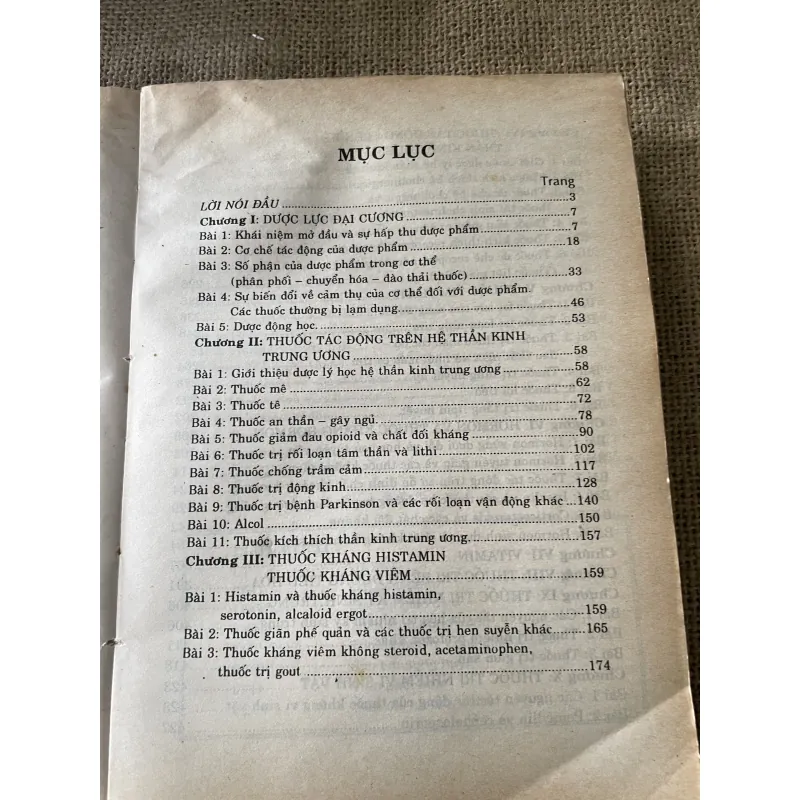 MỤC LỤC
Trang
LỜI NÓI ĐẦU ........ 3
Chương I: DƯỢC LỰC ĐẠI CƯƠNG ........ 7
Bài 1: Khái niệm mở đầu và sự hấp thu dược phẩm ........ 7
Bài 2: Cơ chế tác động của dược phẩm ........ 18
Bài 3: Số phận của dược phẩm trong cơ thể
(phân phối – chuyển hóa – đào thải thuốc) ........ 33
Bài 4: Sự biến đổi về cảm thụ của cơ thể đối với dược phẩm.
Các thuốc thường bị lạm dụng ........ 46
Bài 5: Dược động học ........ 53
Chương II: THUỐC TÁC ĐỘNG TRÊN HỆ THẦN KINH
TRUNG ƯƠNG ........ 58
Bài 1: Giới thiệu dược lý học hệ thần kinh trung ương ........ 58
Bài 2: Thuốc mê ........ 62
Bài 3: Thuốc tê ........ 72
Bài 4: Thuốc an thần – gây ngủ ........ 78
Bài 5: Thuốc giảm đau opioid và chất đối kháng ........ 90
Bài 6: Thuốc trị rối loạn tâm thần và lithi ........ 102
Bài 7: Thuốc chống trầm cảm ........ 117
Bài 8: Thuốc trị động kinh ........ 128
Bài 9: Thuốc trị bệnh Parkinson và các rối loạn vận động khác ... 140
Bài 10: Alcol ........ 150
Bài 11: Thuốc kích thích thần kinh trung ương ........ 157
Chương III: THUỐC KHÁNG HISTAMIN
THUỐC KHÁNG VIÊM ........ 159
Bài 1: Histamin và thuốc kháng histamin,
serotonin, alcaloid ergot ........ 159
Bài 2: Thuốc giãn phế quản và các thuốc trị hen suyễn khác ........ 165
Bài 3: Thuốc kháng viêm không steroid, acetaminophen,
thuốc trị gout ........ 174